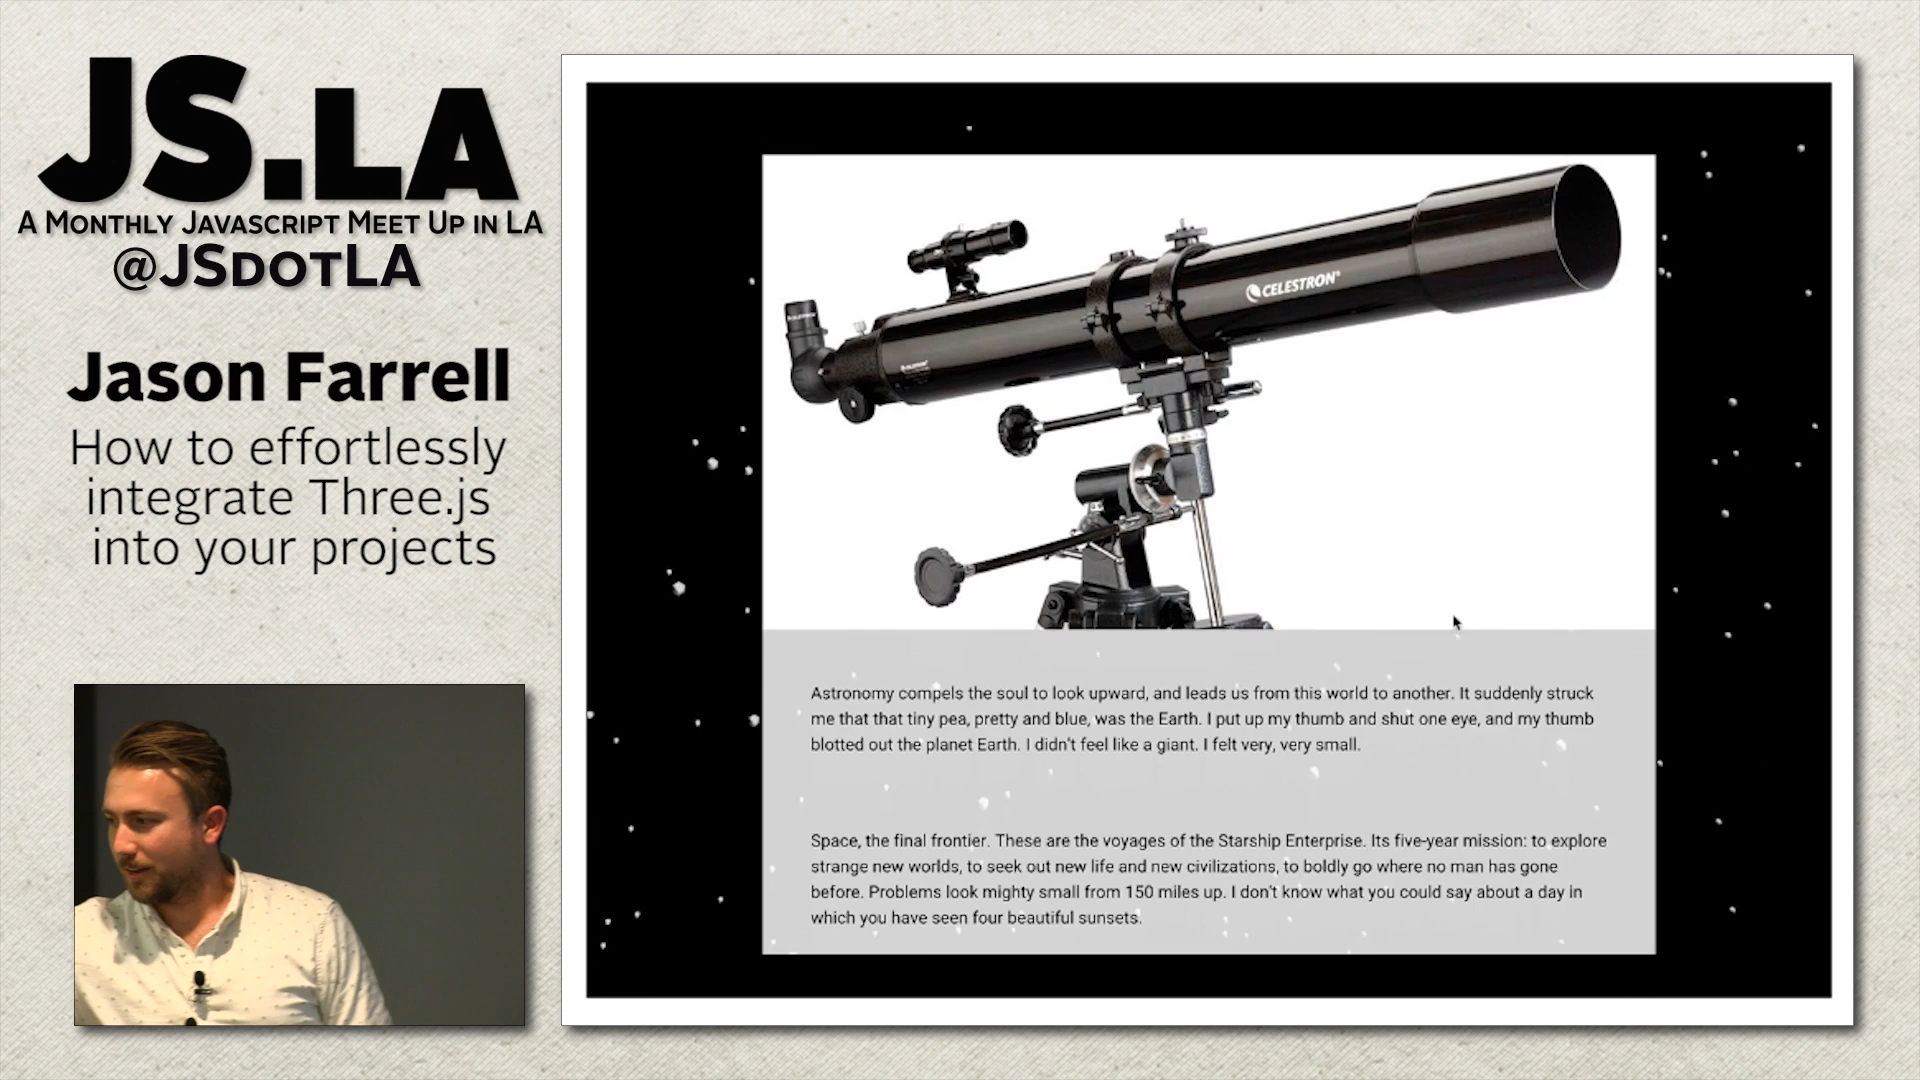 JS.LA
A Monthly Javascript Meet Up in LA
@JSdotLA
Jason Farrell
How to effortlessly
integrate Three.js
into your projects
CELESTRON
Astronomy compels the soul to look upward, and leads us from this world to another. It suddenly struck
me that that tiny pea, pretty and blue, was the Earth. I put up my thumb and shut one eye, and my thumb
blotted out the planet Earth. I didn't feel like a giant. I felt very, very small.
Space, the final frontier. These are the voyages of the Starship Enterprise. Its five-year mission: to explore
strange new worlds, to seek out new life and new civilizations, to boldly go where no man has gone
before. Problems look mighty small from 150 miles up. I don't know what you could say about a day in
which you have seen four beautiful sunsets.